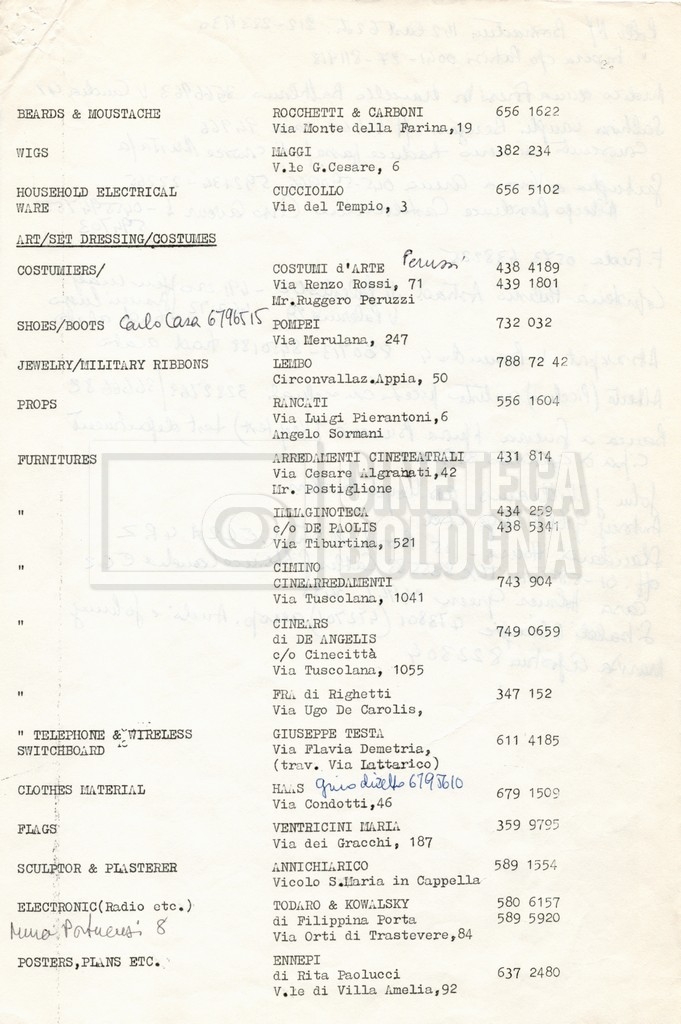 BEARDS & MOUSTACHE ROCCHETTI & CARBONI 656 1622
Via Monte della Farina,19
WIGS MAGGI 382 234
V.le G.Cesare, 6
HOUSEHOLD ELECTRICAL CUCCIOLLO 656 5102
WARE Via del Tempio, 3
ART/SET DRESSING/COSTUMES
COSTUMIERS/ COSTUMI d'ARTE Peruzzi 438 4189
Via Renzo Rossi, 71 439 1801
Mr.Ruggero Peruzzi
SHOES/BOOTS Carlo Casa 6796515 POMPEI 732 032
Via Merulana, 247
JEWELRY/MILITARY RIBBONS LEMBO 788 72 42
Circonvallaz.Appia, 50
PROPS RANCATI 556 1604
Via Luigi Pierantoni,6
Angelo Sormani
FURNITURES ARREDAMENTI CINETEATRALI 431 814
Via Cesare Algranati,42
Mr. Postiglione
" IMMAGINOTECA 434 259
c/o DE PAOLIS 438 5341
Via Tiburtina, 521
CINETECA
BOLOGNA
" CIMINO
CINEARREDAMENTI 743 904
Via Tuscolana, 1041
" CINEARS 749 0659
di DE ANGELIS
c/o Cinecittà
Via Tuscolana, 1055
" FRA di Righetti 347 152
Via Ugo De Carolis,
" TELEPHONE & WIRELESS GIUSEPPE TESTA 611 4185
SWITCHBOARD Via Flavia Demetria,
(trav. Via Lattarico)
CLOTHES MATERIAL HAAS 6795610 679 1509
Via Condotti,46
FLAGS VENTRICINI MARIA 359 9795
Via dei Gracchi, 187
SCULPTOR & PLASTERER ANNICHIARICO 589 1554
Vicolo S.Maria in Cappella
ELECTRONIC(Radio etc.) TODARO & KOWALSKY 580 6157
Mura Portuensi 8 di Filippina Porta 589 5920
Via Orti di Trastevere,84
POSTERS,PLANS ETC. ENNEPI 637 2480
di Rita Paolucci
V.le di Villa Amelia,92